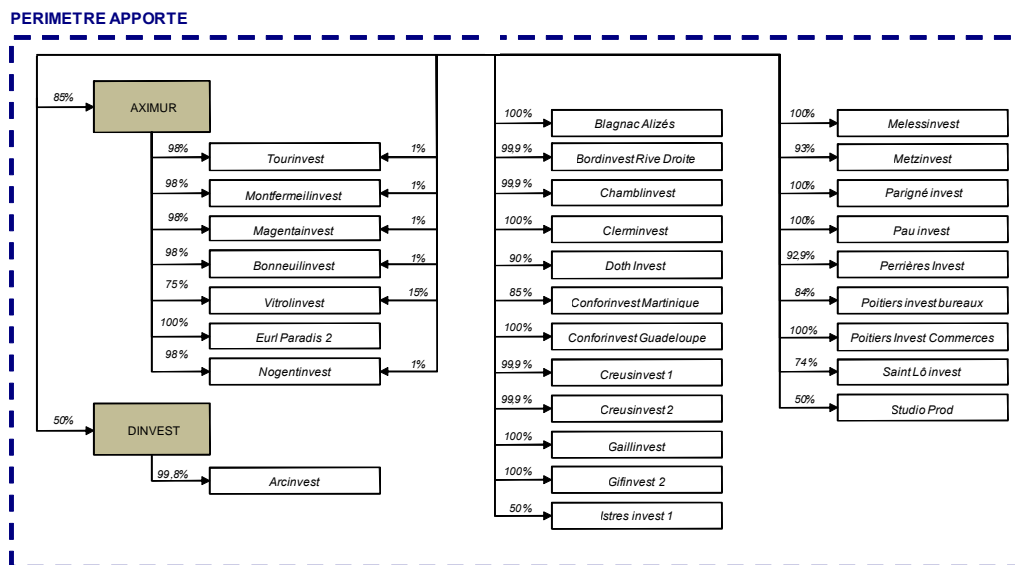 PERIMETRE APPORTE
85%
AXIMUR
98%
Tourinvest
1%
98%
Montfermeilinvest
1%
98%
Magentainvest
1%
98%
Bonneuilinvest
1%
75%
Vitrolinvest
15%
100%
Eurl Paradis 2
98%
Nogentinvest
1%
50%
DINVEST
99,8%
Arcinvest
100%
Blagnac Alizés
99,9%
Bordinvest Rive Droite
99,9%
Chamblinvest
100%
Clerminvest
90%
Doth Invest
85%
Conforinvest Martinique
100%
Conforinvest Guadeloupe
99,9%
Creusinvest 1
99,9%
Creusinvest 2
100%
Gaillinvest
100%
Gifinvest 2
50%
Istres invest 1
100%
Melessinvest
93%
Metzinvest
100%
Parigné invest
100%
Pau invest
92,9%
Perrières Invest
84%
Poitiers invest bureaux
100%
Poitiers Invest Commerces
74%
Saint Lô invest
50%
Studio Prod